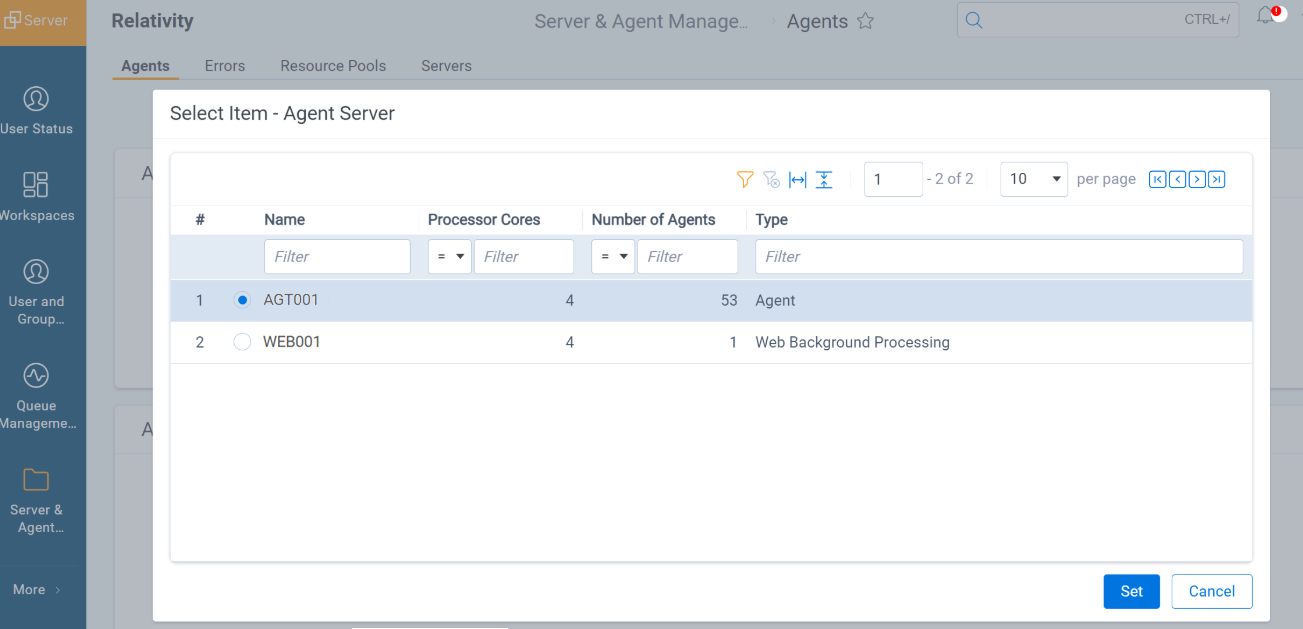 Server
Relativity
Server & Agent Manage...
Agents
CTRL+/
!
Agents
Errors
Resource Pools
Servers
User Status
Workspaces
User and
Group...
Queue
Manageme...
Server &
Agent...
More
A
A
Select Item - Agent Server
1 - 2 of 2
10 per page
# Name Processor Cores Number of Agents Type
Filter = Filter = Filter Filter
1 AGT001 4 53 Agent
2 WEB001 4 1 Web Background Processing
Set Cancel